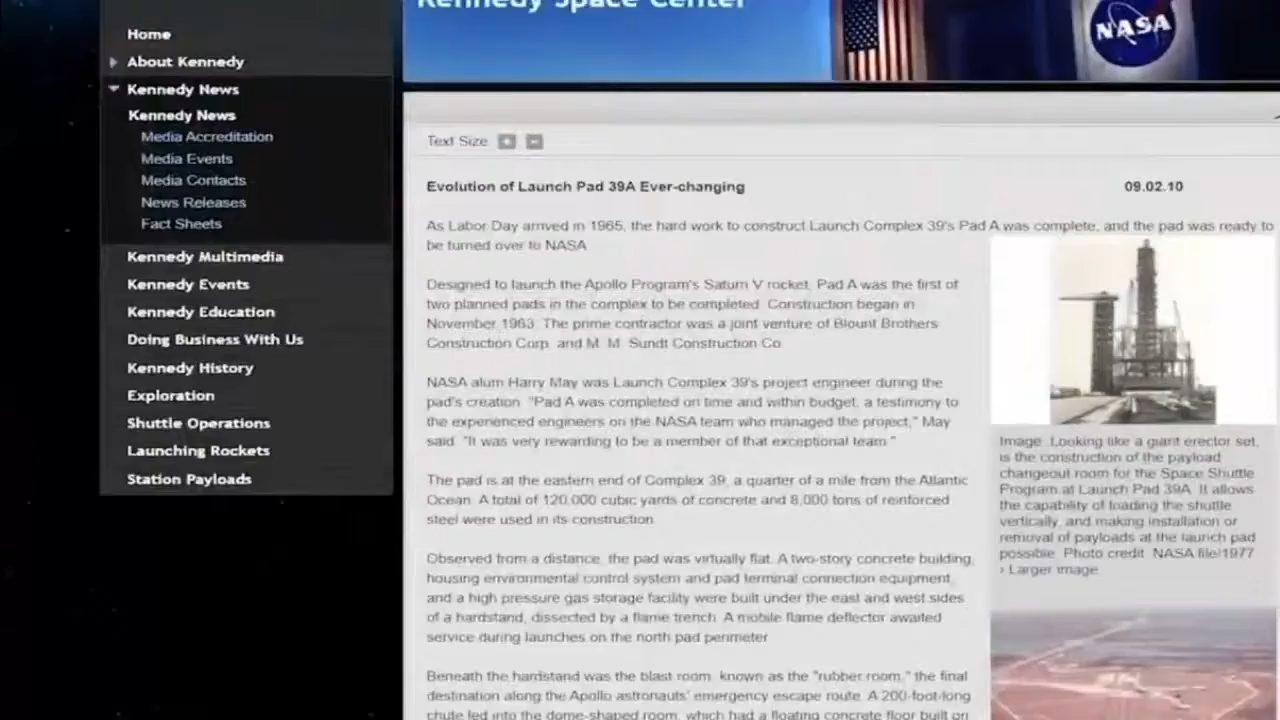 Kennedy Space Center
NASA
Home
About Kennedy
Kennedy News
Kennedy News
Media Accreditation
Media Events
Media Contacts
News Releases
Fact Sheets
Kennedy Multimedia
Kennedy Events
Kennedy Education
Doing Business With Us
Kennedy History
Exploration
Shuttle Operations
Launching Rockets
Station Payloads
Text Size + -
Evolution of Launch Pad 39A Ever-changing 09.02.10
As Labor Day arrived in 1965, the hard work to construct Launch Complex 39's Pad A was complete, and the pad was ready to
be turned over to NASA.
Designed to launch the Apollo Program's Saturn V rocket, Pad A was the first of
two planned pads in the complex to be completed. Construction began in
November 1963. The prime contractor was a joint venture of Blount Brothers
Construction Corp. and M. M. Sundt Construction Co.
NASA alum Harry May was Launch Complex 39's project engineer during the
pad's creation. "Pad A was completed on time and within budget, a testimony to
the experienced engineers on the NASA team who managed the project," May
said. "It was very rewarding to be a member of that exceptional team."
The pad is at the eastern end of Complex 39, a quarter of a mile from the Atlantic
Ocean. A total of 120,000 cubic yards of concrete and 8,000 tons of reinforced
steel were used in its construction.
Observed from a distance, the pad was virtually flat. A two-story concrete building,
housing environmental control system and pad terminal connection equipment,
and a high pressure gas storage facility were built under the east and west sides
of a hardstand, dissected by a flame trench. A mobile flame deflector awaited
service during launches on the north pad perimeter.
Beneath the hardstand was the blast room, known as the "rubber room," the final
destination along the Apollo astronauts' emergency escape route. A 200-foot-long
chute led into the dome-shaped room, which had a floating concrete floor built on
Image: Looking like a giant erector set,
is the construction of the payload
changeout room for the Space Shuttle
Program at Launch Pad 39A. It allows
the capability of loading the shuttle
vertically, and making installation or
removal of payloads at the launch pad
possible. Photo credit: NASA file/1977
› Larger image